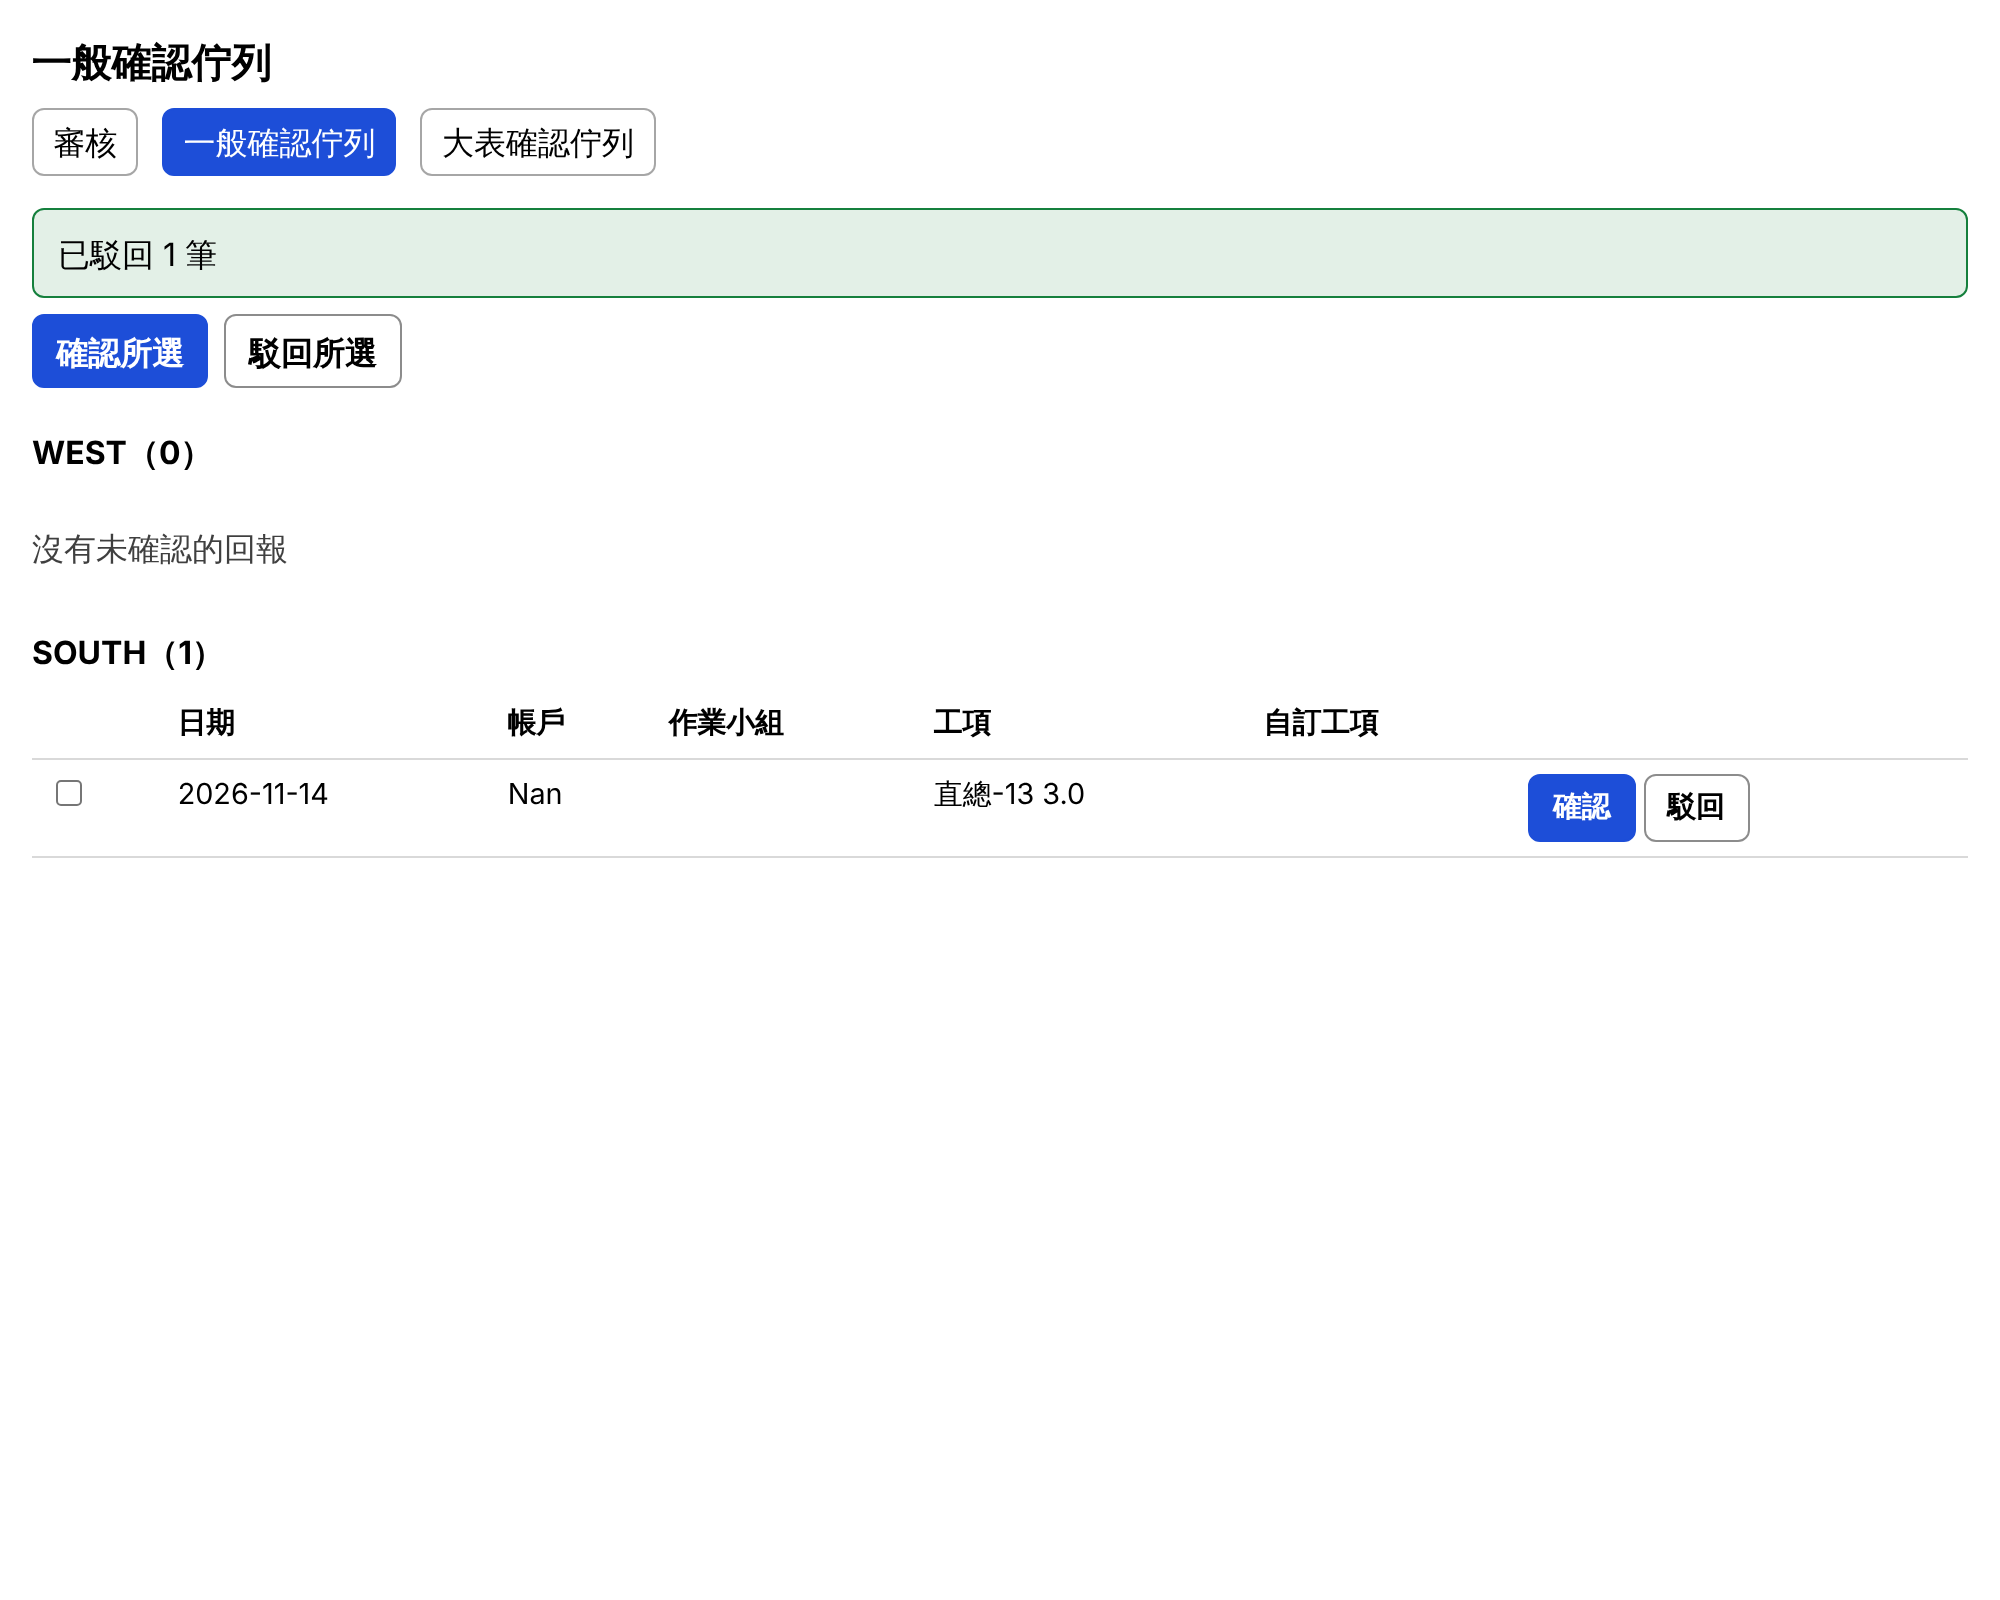 一般確認佇列
審核 一般確認佇列 大表確認佇列
已駁回 1 筆
確認所選 駁回所選
WEST（0）
沒有未確認的回報
SOUTH（1）
日期 帳戶 作業小組 工項 自訂工項
2026-11-14 Nan 直總-13 3.0 確認 駁回